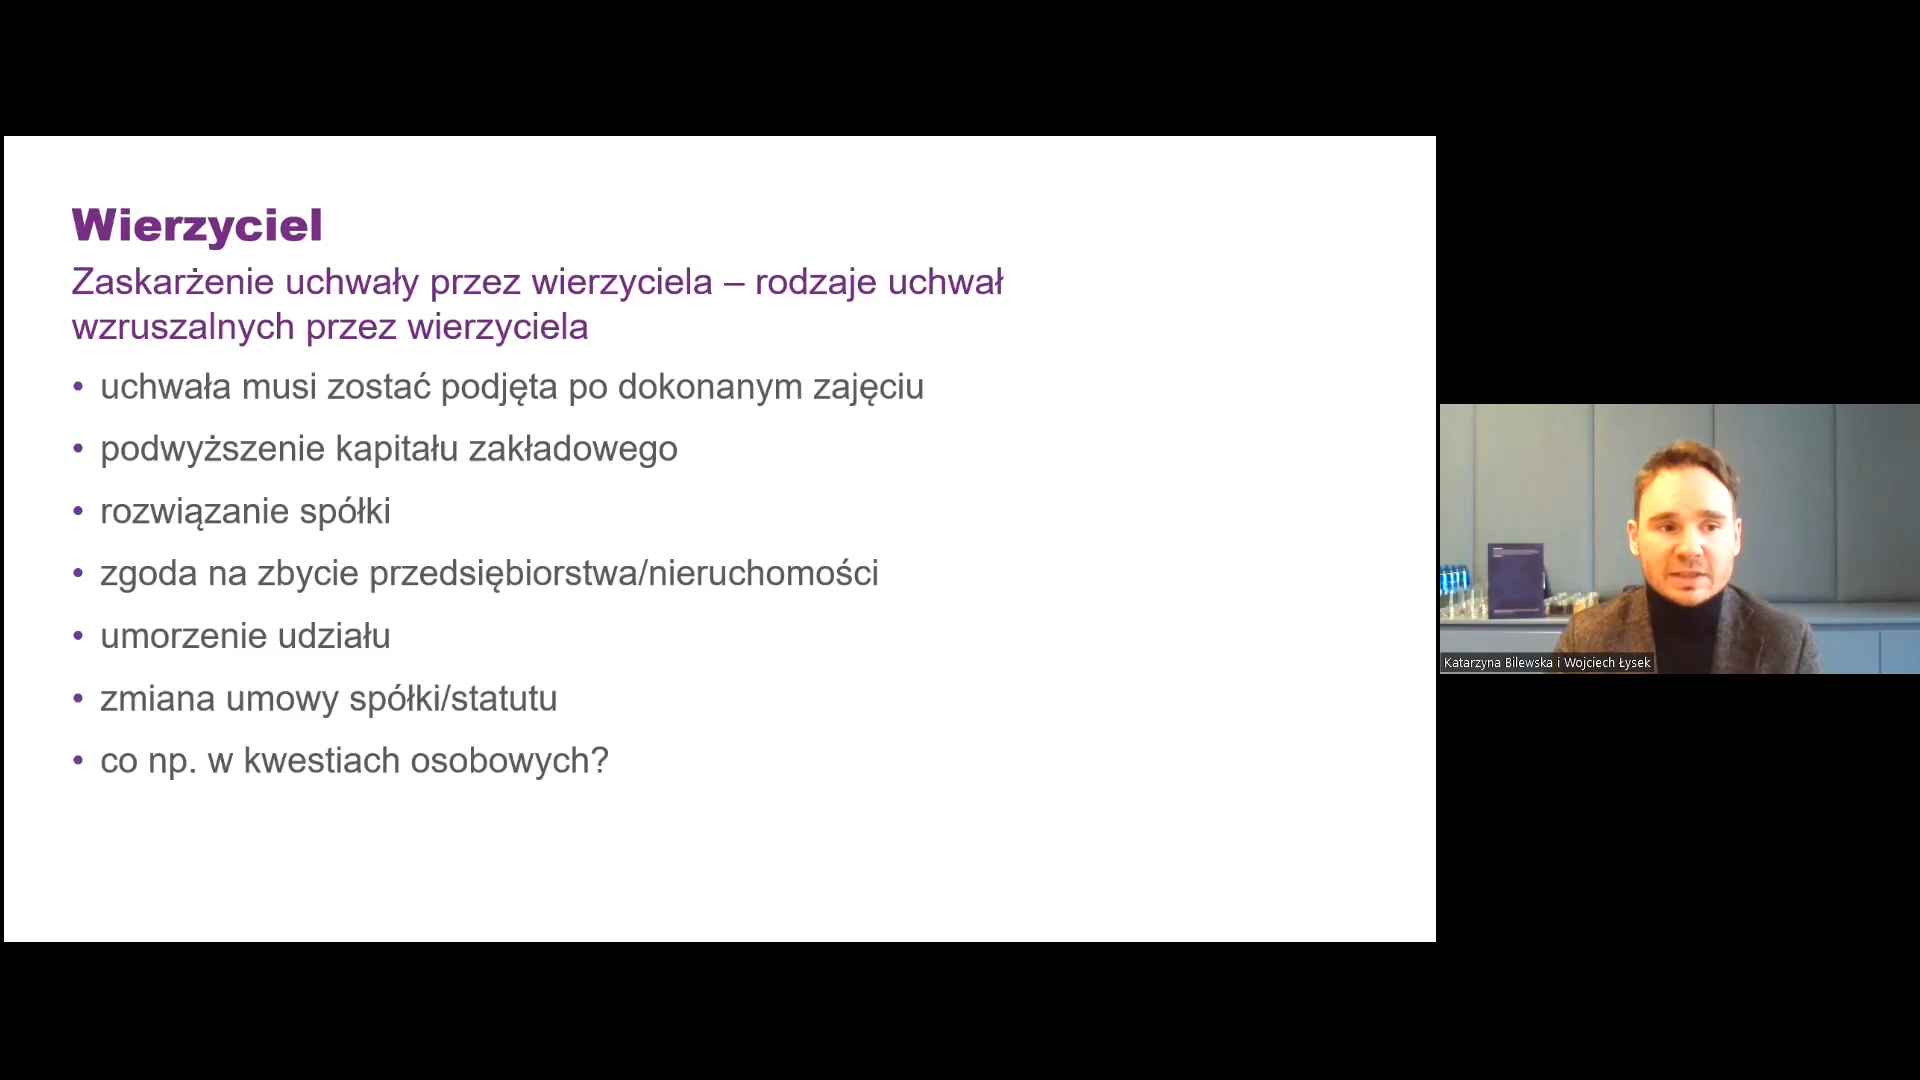 Wierzyciel
Zaskarżenie uchwały przez wierzyciela – rodzaje uchwał
wzruszalnych przez wierzyciela
• uchwała musi zostać podjęta po dokonanym zajęciu
• podwyższenie kapitału zakładowego
• rozwiązanie spółki
• zgoda na zbycie przedsiębiorstwa/nieruchomości
• umorzenie udziału
• zmiana umowy spółki/statutu
• co np. w kwestiach osobowych?
Katarzyna Bilewska i Wojciech Łysek